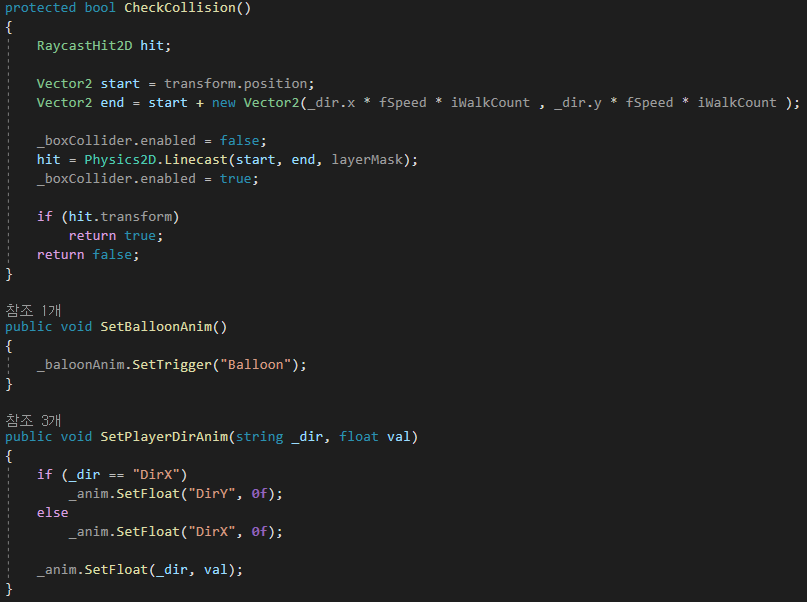 protected bool CheckCollision()
{
RaycastHit2D hit;
Vector2 start = transform.position;
Vector2 end = start + new Vector2(_dir.x * fSpeed * iWalkCount , _dir.y * fSpeed * iWalkCount );
_boxCollider.enabled = false;
hit = Physics2D.Linecast(start, end, layerMask);
_boxCollider.enabled = true;
if (hit.transform)
return true;
return false;
}
참조 1개
public void SetBalloonAnim()
{
_baloonAnim.SetTrigger("Balloon");
}
참조 3개
public void SetPlayerDirAnim(string _dir, float val)
{
if (_dir == "DirX")
_anim.SetFloat("DirY", 0f);
else
_anim.SetFloat("DirX", 0f);
_anim.SetFloat(_dir, val);
}